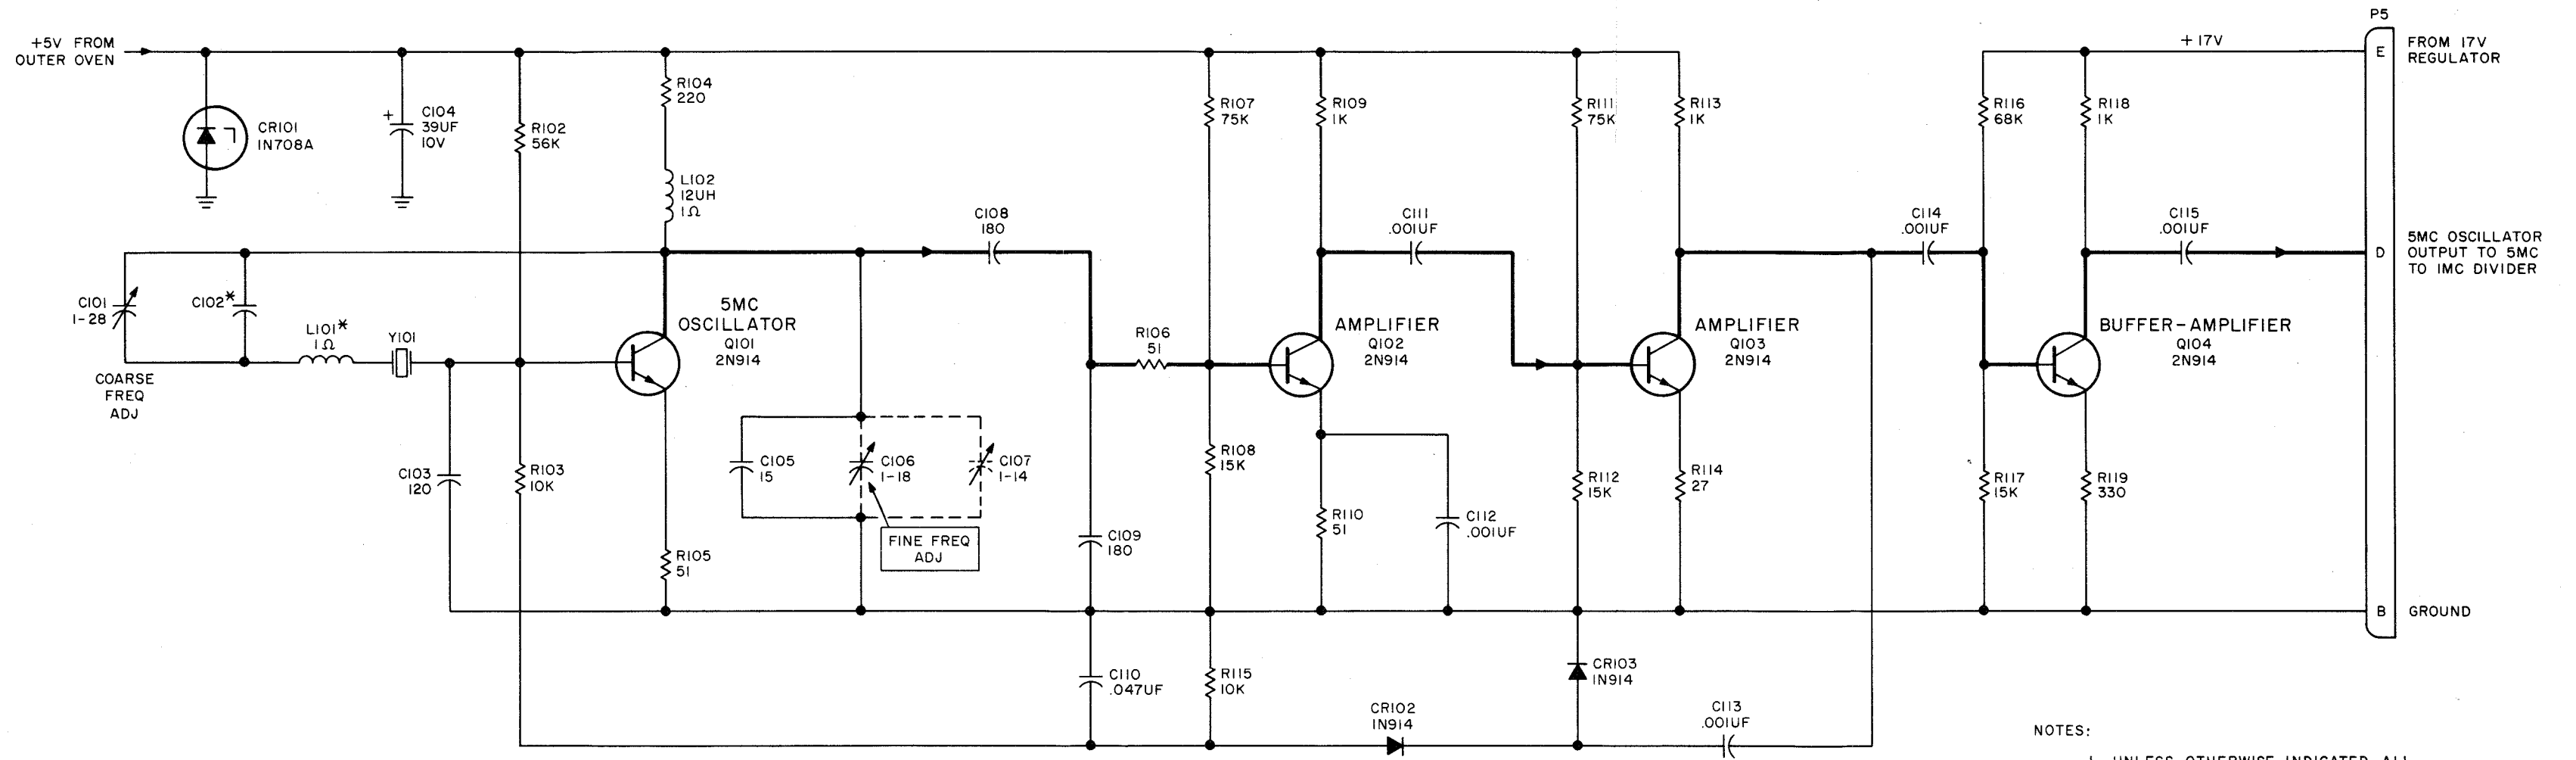 P5
+5V FROM
OUTER OVEN
+17V
E
FROM 17V
REGULATOR
CR101
1N708A
C104
39UF
10V
+
R102
56K
R104
220
L102
12UH
1Ω
R107
75K
R109
1K
R111
75K
R113
1K
R116
68K
R118
1K
C108
180
C111
.001UF
C114
.001UF
C115
.001UF
D
5MC OSCILLATOR
OUTPUT TO 5MC
TO 1MC DIVIDER
C101
1-28
C102*
L101*
1Ω
Y101
COARSE
FREQ
ADJ
5MC
OSCILLATOR
Q101
2N914
R106
51
AMPLIFIER
Q102
2N914
AMPLIFIER
Q103
2N914
BUFFER-AMPLIFIER
Q104
2N914
C103
120
R103
10K
C105
15
C106
1-18
C107
1-14
FINE FREQ
ADJ
R105
51
C109
180
R108
15K
R110
51
C112
.001UF
R112
15K
R114
27
R117
15K
R119
330
B
GROUND
C110
.047UF
R115
10K
CR103
1N914
CR102
1N914
C113
.001UF
NOTES:
1. UNLESS OTHERWISE INDICATED ALL